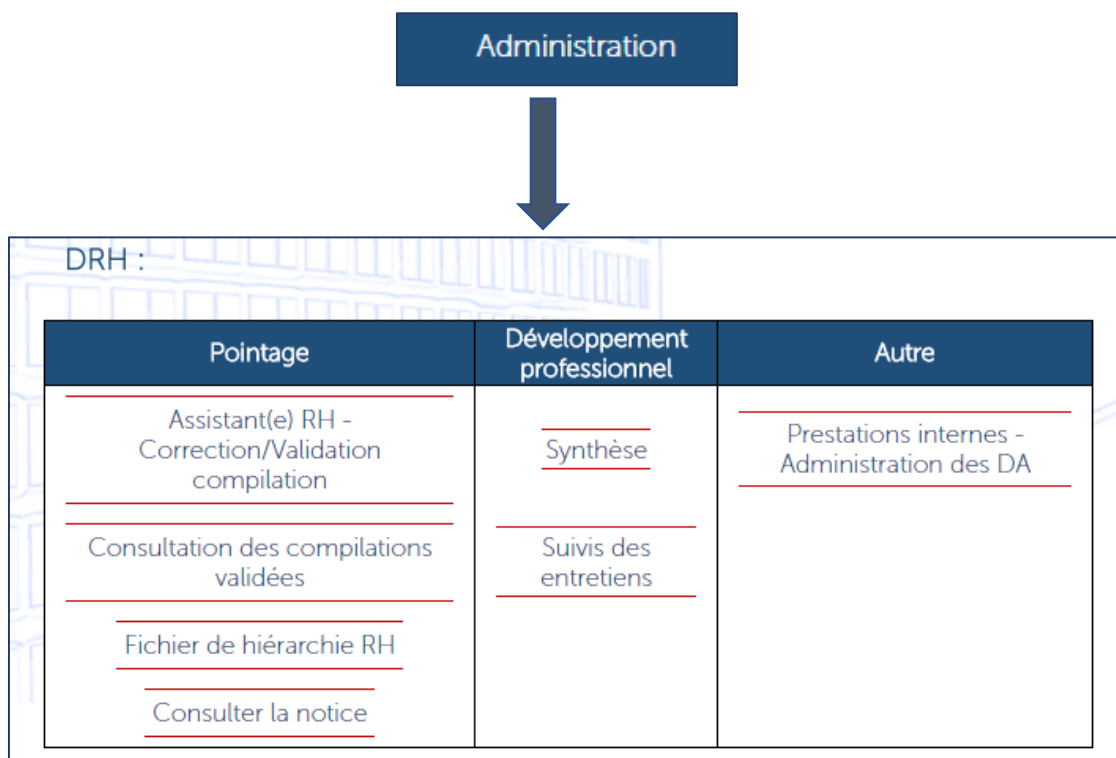 Administration
DRH :
Pointage
Développement
professionnel
Autre
Assistant(e) RH -
Correction/Validation
compilation
Synthèse
Prestations internes -
Administration des DA
Consultation des compilations
validées
Suivis des
entretiens
Fichier de hiérarchie RH
Consulter la notice